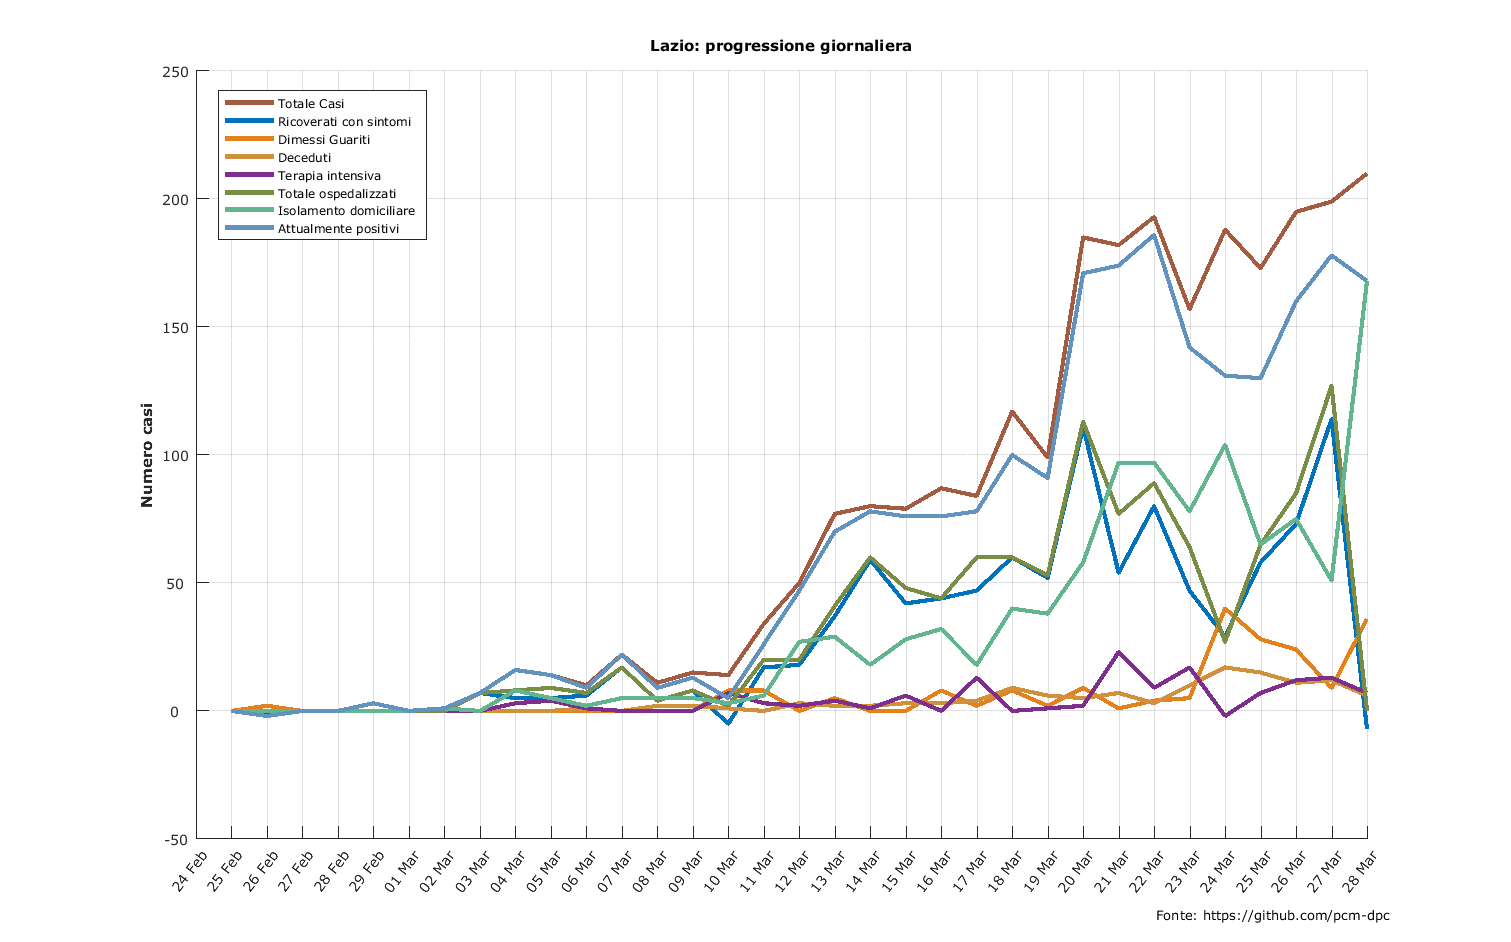 Lazio: progressione giornaliera
250
200
150
100
50
0
-50
Numero casi
Totale Casi
Ricoverati con sintomi
Dimessi Guariti
Deceduti
Terapia intensiva
Totale ospedalizzati
Isolamento domiciliare
Attualmente positivi
24 Feb
25 Feb
26 Feb
27 Feb
28 Feb
29 Feb
01 Mar
02 Mar
03 Mar
04 Mar
05 Mar
06 Mar
07 Mar
08 Mar
09 Mar
10 Mar
11 Mar
12 Mar
13 Mar
14 Mar
15 Mar
16 Mar
17 Mar
18 Mar
19 Mar
20 Mar
21 Mar
22 Mar
23 Mar
24 Mar
25 Mar
26 Mar
27 Mar
28 Mar
Fonte: https://github.com/pcm-dpc